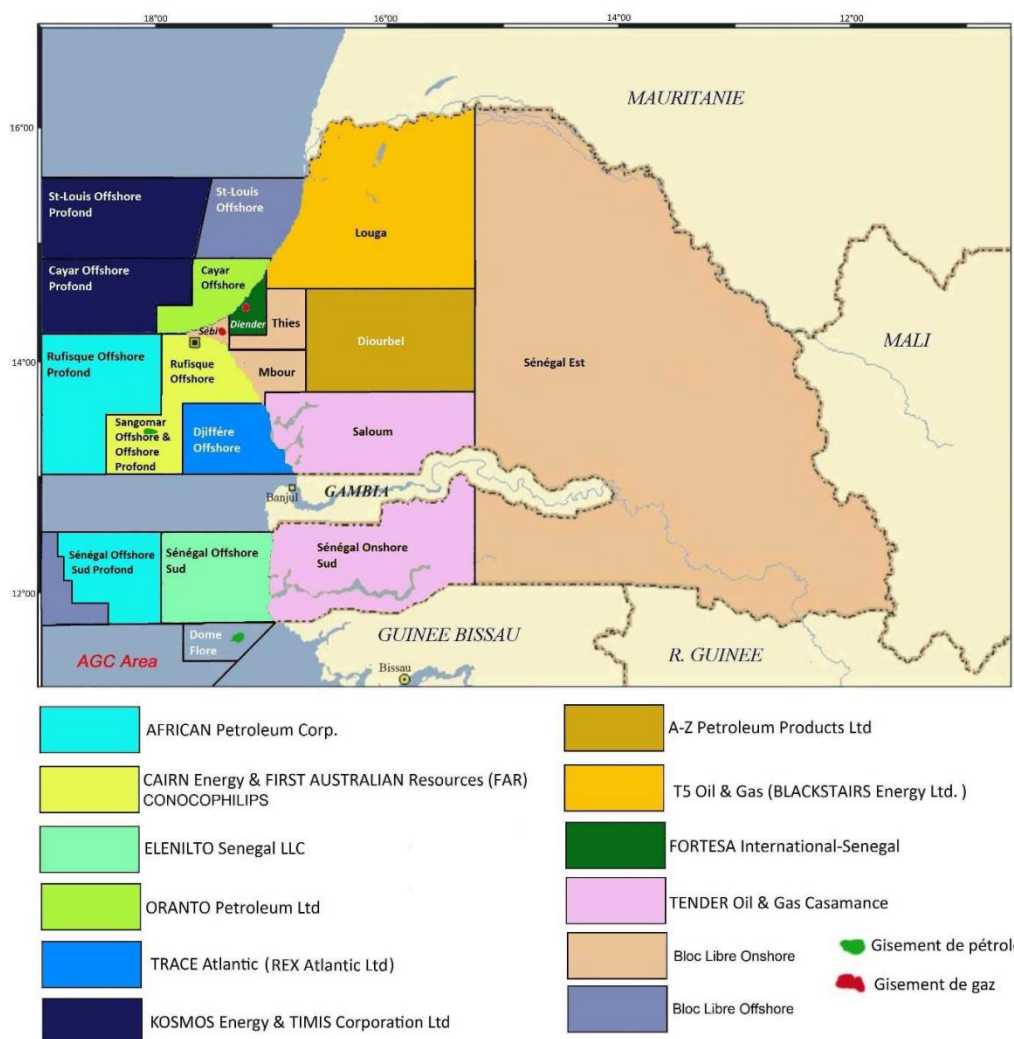 18°00
16°00
14°00
12°00
16°00
14°00
12°00
MAURITANIE
MALI
St-Louis Offshore
Profond
St-Louis
Offshore
Louga
Cayar Offshore
Profond
Cayar
Offshore
Diender
Sébi
Thies
Diourbel
Sénégal Est
Rufisque Offshore
Profond
Rufisque
Offshore
Mbour
Sangomar
Offshore &
Offshore
Profond
Djiffére
Offshore
Saloum
GAMBIA
Banjul
Sénégal Offshore
Sud Profond
Sénégal Offshore
Sud
Sénégal Onshore
Sud
Dome
Flore
AGC Area
GUINEE BISSAU
Bissau
R. GUINEE
AFRICAN Petroleum Corp.
CAIRN Energy & FIRST AUSTRALIAN RESOURCES (FAR)
CONOCOPHILIPS
ELENILTO Senegal LLC
ORANTO Petroleum Ltd
TRACE Atlantic (REX Atlantic Ltd)
KOSMOS Energy & TIMIS Corporation Ltd
A-Z Petroleum Products Ltd
T5 Oil & Gas (BLACKSTAIRS Energy Ltd. )
FORTESA International-Senegal
TENDER Oil & Gas Casamance
Bloc Libre Onshore
Bloc Libre Offshore
Gisement de pétrol
Gisement de gaz